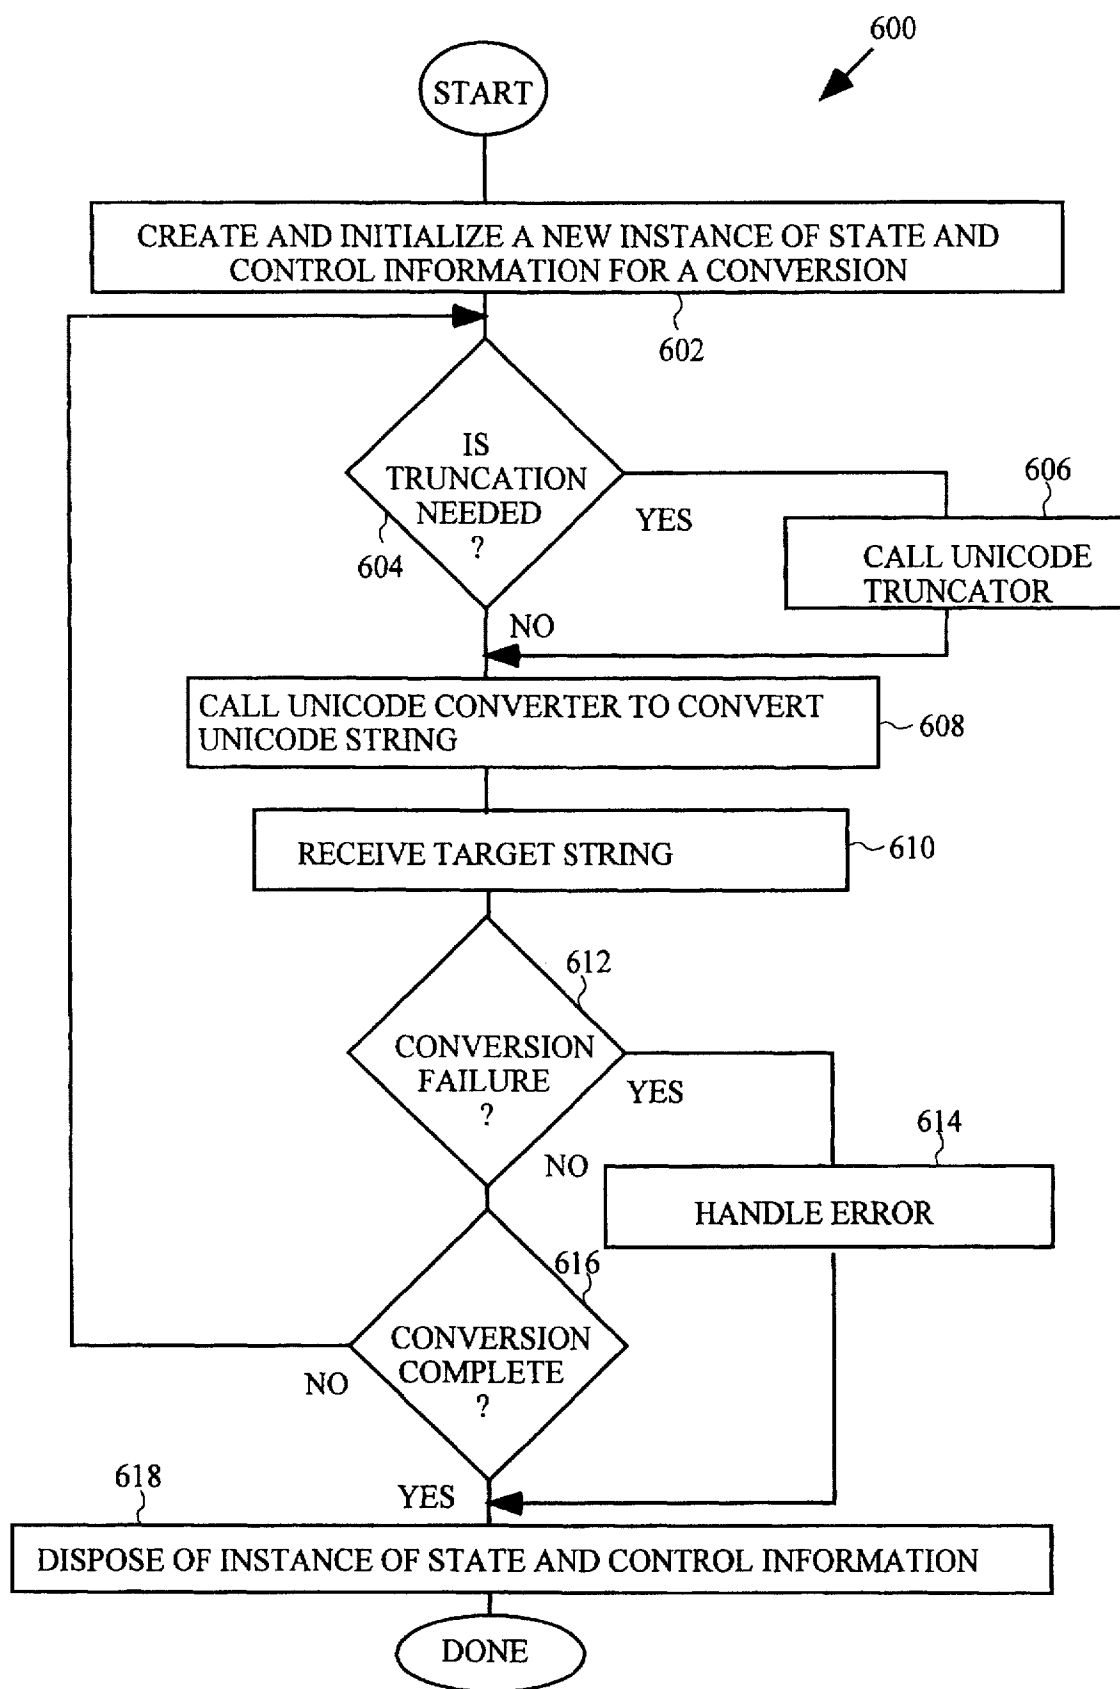 600
START
CREATE AND INITIALIZE A NEW INSTANCE OF STATE AND
CONTROL INFORMATION FOR A CONVERSION
602
IS
TRUNCATION
NEEDED
?
604
YES
606
CALL UNICODE
TRUNCATOR
NO
CALL UNICODE CONVERTER TO CONVERT
UNICODE STRING
608
RECEIVE TARGET STRING
610
612
CONVERSION
FAILURE
?
YES
NO
614
HANDLE ERROR
616
CONVERSION
COMPLETE
?
NO
YES
618
DISPOSE OF INSTANCE OF STATE AND CONTROL INFORMATION
DONE